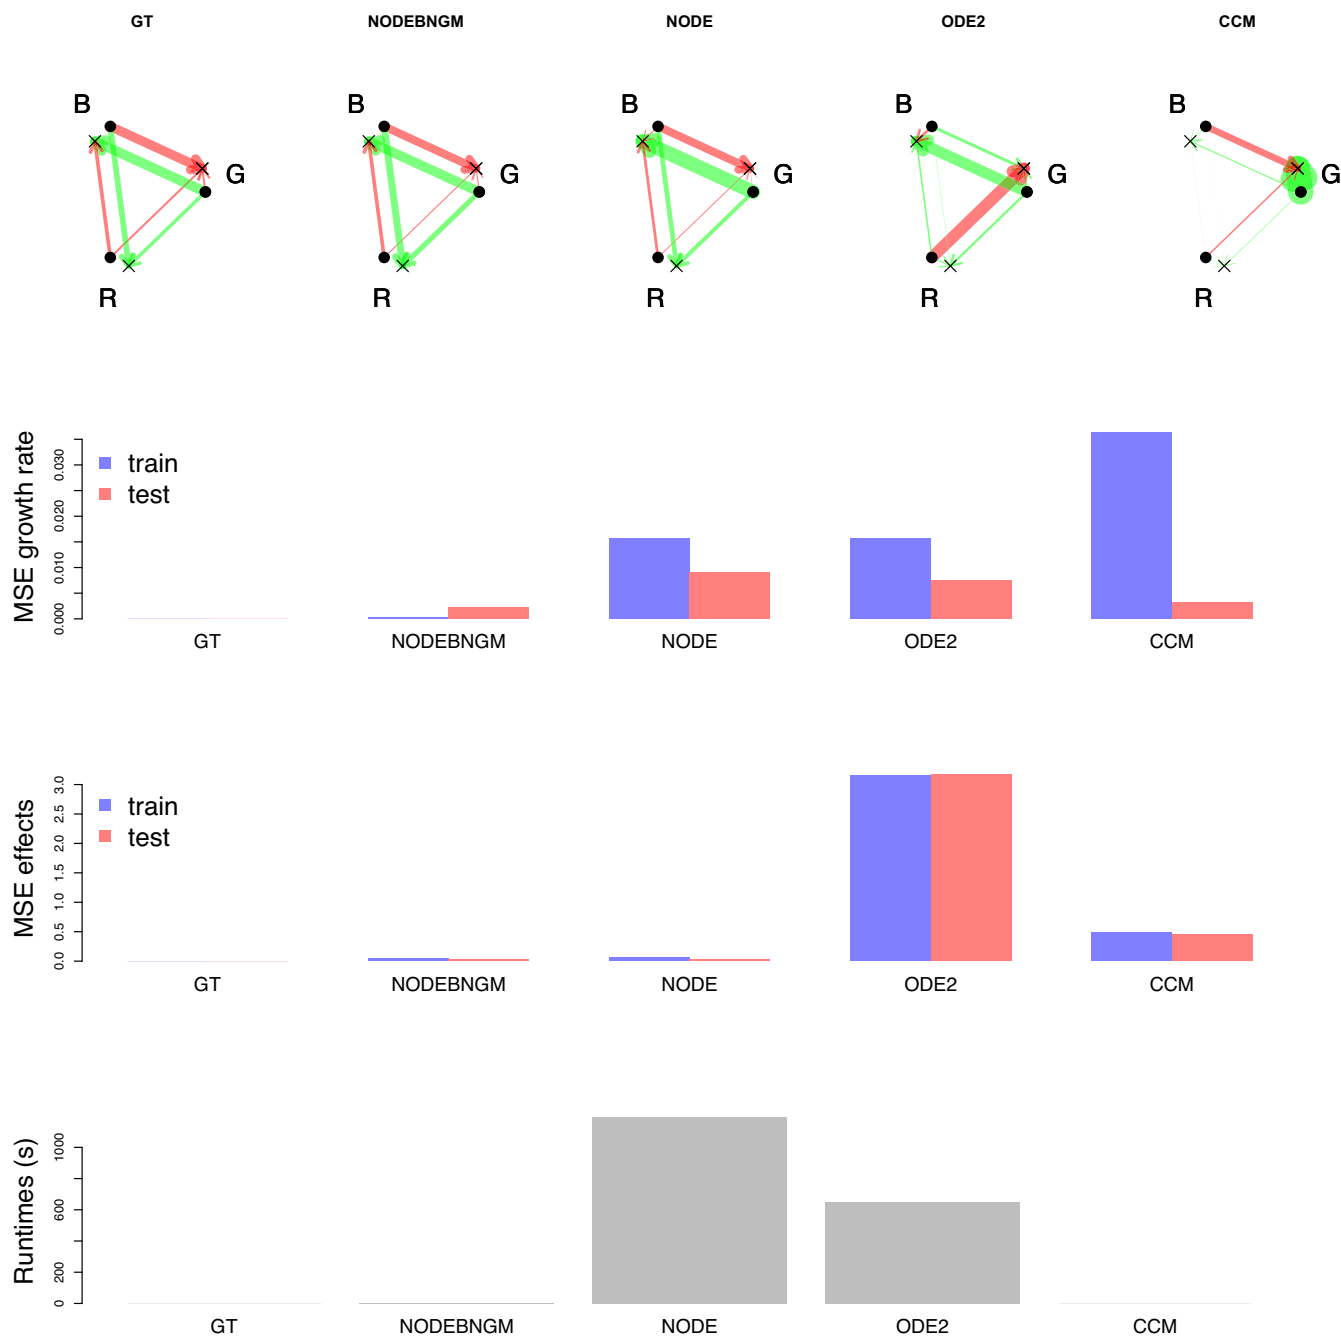 GT NODEBNGM NODE ODE2 CCM
B B B B B
G G G G G
R R R R R
MSE growth rate
0.000 0.010 0.020 0.030
train
test
GT NODEBNGM NODE ODE2 CCM
MSE effects
0.0 0.5 1.0 1.5 2.0 2.5 3.0
train
test
GT NODEBNGM NODE ODE2 CCM
Runtimes (s)
0 200 600 1000
GT NODEBNGM NODE ODE2 CCM